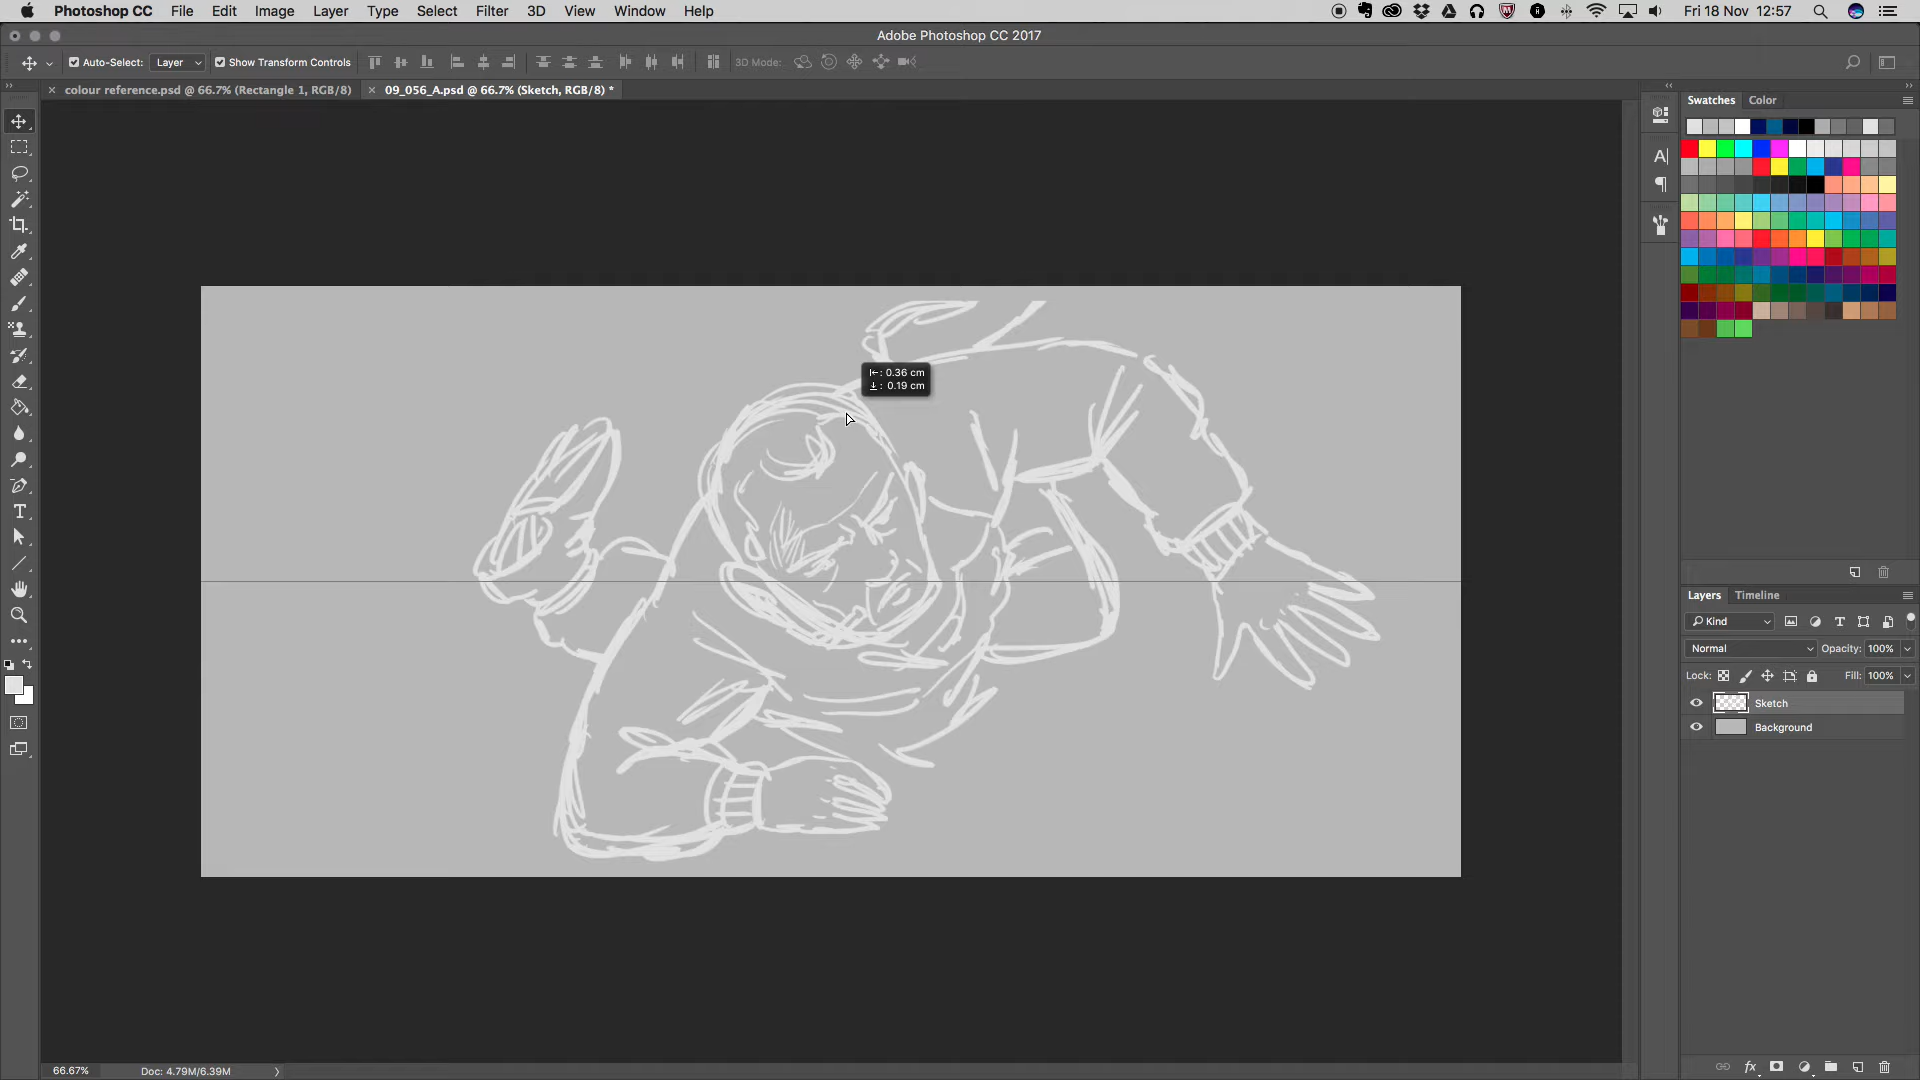 Photoshop CC File Edit Image Layer Type Select Filter 3D View Window Help Fri 18 Nov 12:57
Adobe Photoshop CC 2017
Auto-Select: Layer Show Transform Controls 3D Mode:
colour reference.psd @ 66.7% (Rectangle 1, RGB/8) 09_056_A.psd @ 66.7% (Sketch, RGB/8) *
Swatches Color
: 0.36 cm
: 0.19 cm
Layers Timeline
Kind
Normal Opacity: 100%
Lock: Fill: 100%
Sketch
Background
66.67% Doc: 4.79M/6.39M